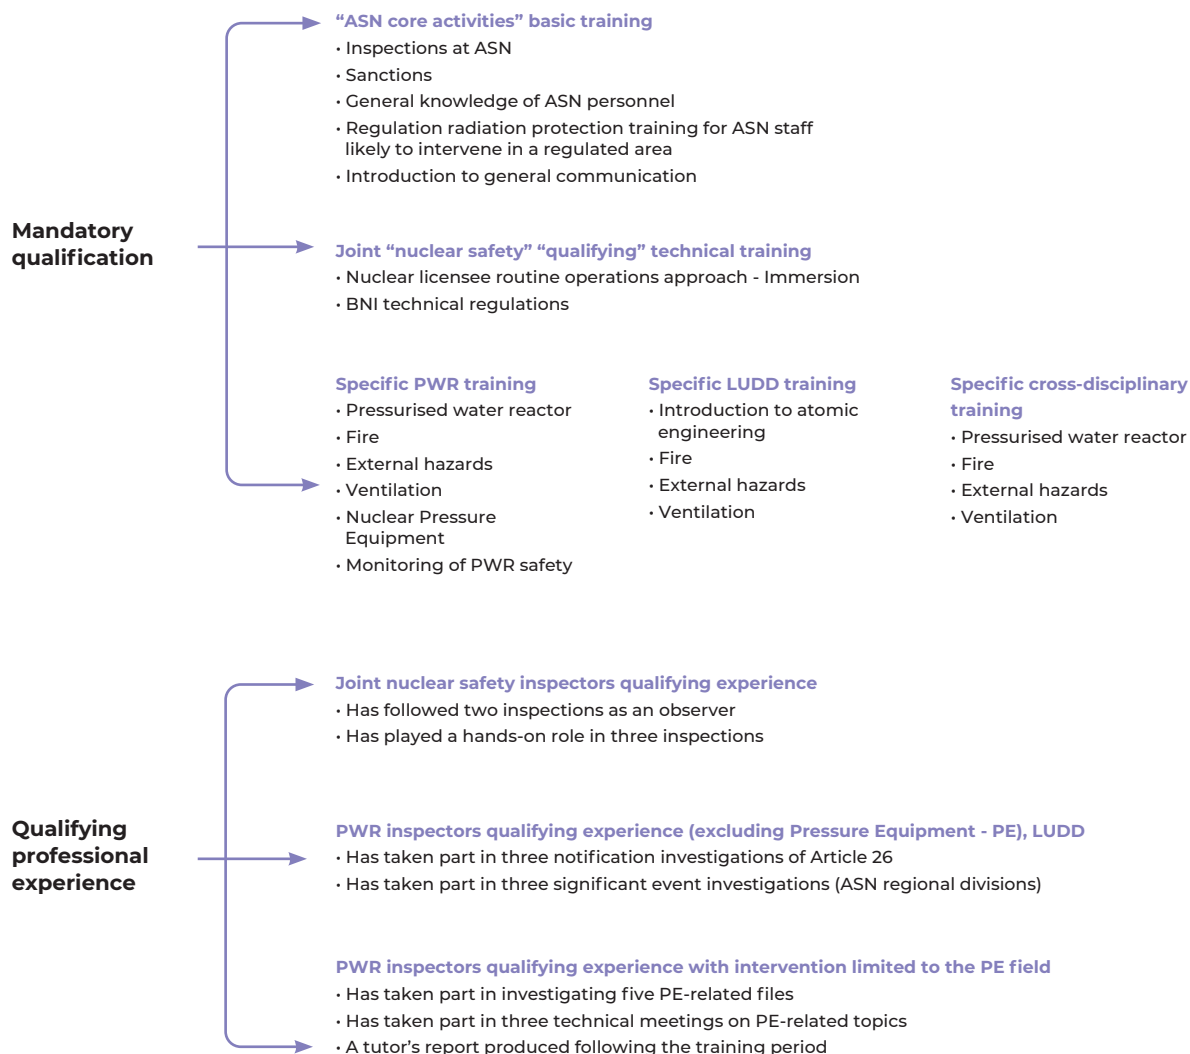 “ASN core activities” basic training
• Inspections at ASN
• Sanctions
• General knowledge of ASN personnel
• Regulation radiation protection training for ASN staff
likely to intervene in a regulated area
• Introduction to general communication
Mandatory
qualification
Joint “nuclear safety” “qualifying” technical training
• Nuclear licensee routine operations approach - Immersion
• BNI technical regulations
Specific PWR training
• Pressurised water reactor
• Fire
• External hazards
• Ventilation
• Nuclear Pressure
Equipment
• Monitoring of PWR safety
Specific LUDD training
• Introduction to atomic
engineering
• Fire
• External hazards
• Ventilation
Specific cross-disciplinary
training
• Pressurised water reactor
• Fire
• External hazards
• Ventilation
Joint nuclear safety inspectors qualifying experience
• Has followed two inspections as an observer
• Has played a hands-on role in three inspections
Qualifying
professional
experience
PWR inspectors qualifying experience (excluding Pressure Equipment - PE), LUDD
• Has taken part in three notification investigations of Article 26
• Has taken part in three significant event investigations (ASN regional divisions)
PWR inspectors qualifying experience with intervention limited to the PE field
• Has taken part in investigating five PE-related files
• Has taken part in three technical meetings on PE-related topics
• A tutor’s report produced following the training period